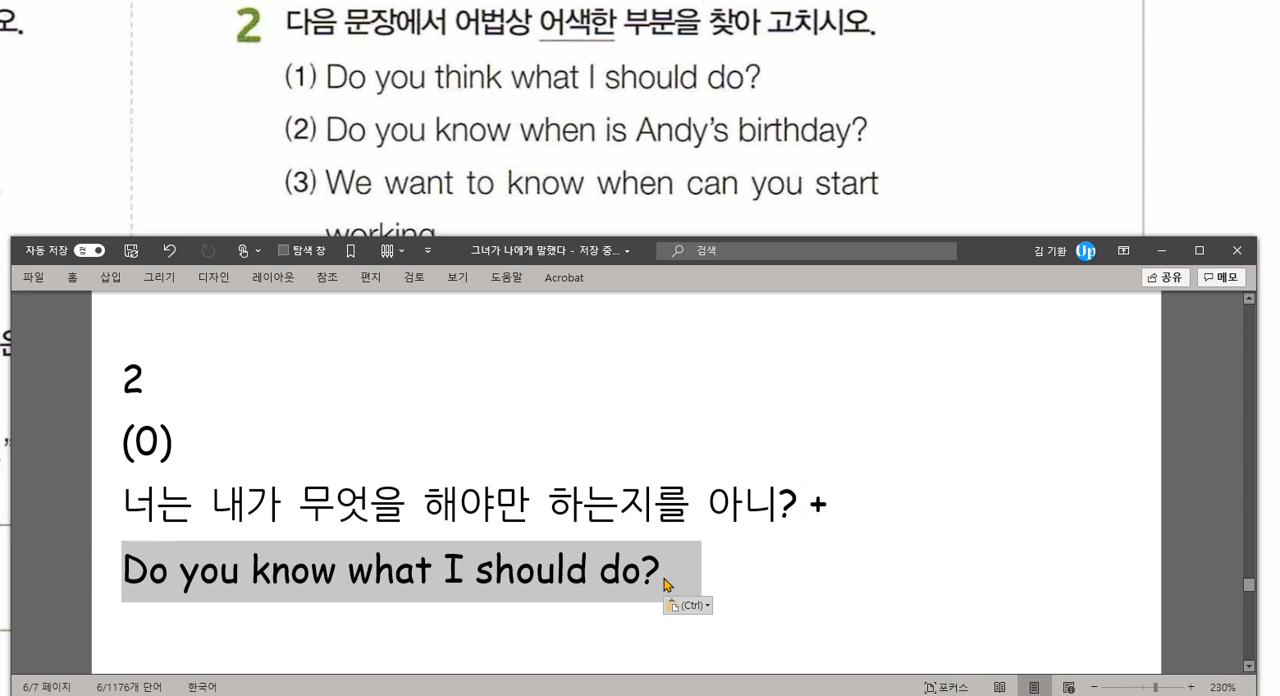 오.
2 다음 문장에서 어법상 어색한 부분을 찾아 고치시오.
(1) Do you think what I should do?
(2) Do you know when is Andy's birthday?
(3) We want to know when can you start
working
자동 저장 켬 탐색 창 그녀가 나에게 말했다 - 저장 중... 검색 김 기환 Up
파일 홈 삽입 그리기 디자인 레이아웃 참조 편지 검토 보기 도움말 Acrobat 공유 메모
2
(0)
너는 내가 무엇을 해야만 하는지를 아니? +
Do you know what I should do?
(Ctrl)
6/7 페이지 6/1176개 단어 한국어 포커스 230%